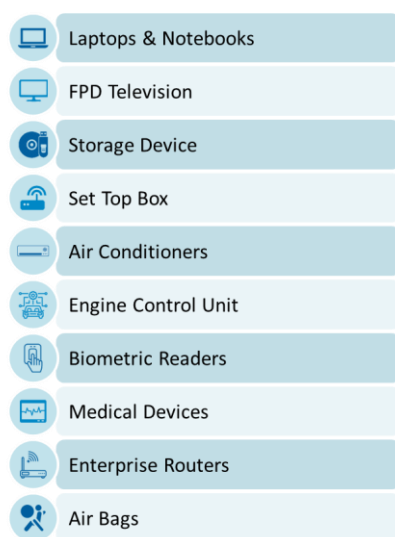 Laptops & Notebooks
FPD Television
Storage Device
Set Top Box
Air Conditioners
Engine Control Unit
Biometric Readers
Medical Devices
Enterprise Routers
Air Bags